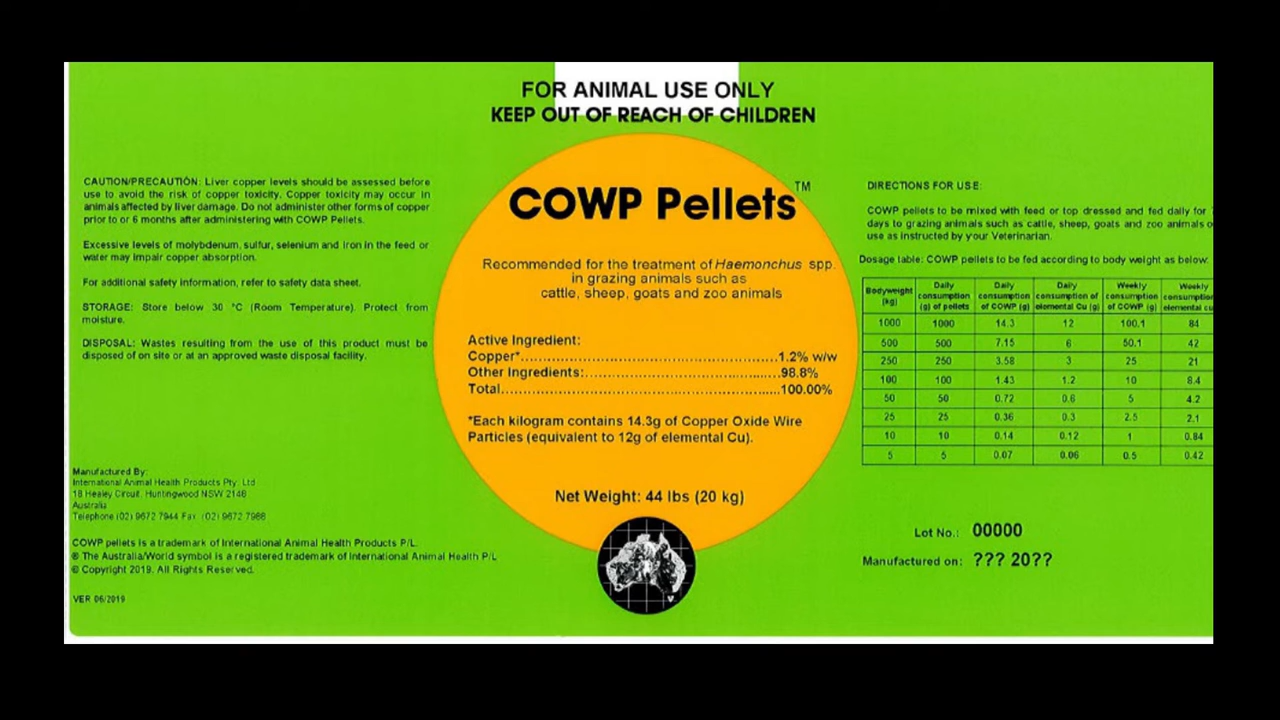 FOR ANIMAL USE ONLY
KEEP OUT OF REACH OF CHILDREN
CAUTION/PRECAUTION: Liver copper levels should be assessed before
use to avoid the risk of copper toxicity. Copper toxicity may occur in
animals affected by liver damage. Do not administer other forms of copper
prior to or 6 months after administering with COWP Pellets.
Excessive levels of molybdenum, sulfur, selenium and iron in the feed or
water may impair copper absorption.
For additional safety information, refer to safety data sheet.
STORAGE: Store below 30 °C (Room Temperature). Protect from
moisture.
DISPOSAL: Wastes resulting from the use of this product must be
disposed of on site or at an approved waste disposal facility.
Manufactured By:
International Animal Health Products Pty. Ltd
18 Healey Circuit, Huntingwood NSW 2148
Australia
Telephone (02) 9672 7944 Fax. (02) 9672 7988
COWP pellets is a trademark of International Animal Health Products P/L.
® The Australia/World symbol is a registered trademark of International Animal Health P/L
© Copyright 2019. All Rights Reserved.
VER 06/2019
COWP Pellets™
Recommended for the treatment of Haemonchus spp.
in grazing animals such as
cattle, sheep, goats and zoo animals
Active Ingredient:
Copper*..................................................1.2% w/w
Other Ingredients:......................................98.8%
Total......................................................100.00%
*Each kilogram contains 14.3g of Copper Oxide Wire
Particles (equivalent to 12g of elemental Cu).
Net Weight: 44 lbs (20 kg)
DIRECTIONS FOR USE:
COWP pellets to be mixed with feed or top dressed and fed daily for
days to grazing animals such as cattle, sheep, goats and zoo animals
use as instructed by your Veterinarian.
Dosage table: COWP pellets to be fed according to body weight as below:
Bodyweight (kg) Daily consumption (g) of pellets Daily consumption of COWP (g) Daily consumption of elemental Cu (g) Weekly consumption of COWP (g) Weekly consumption elemental
1000 1000 14.3 12 100.1 84
500 500 7.15 6 50.1 42
250 250 3.58 3 25 21
100 100 1.43 1.2 10 8.4
50 50 0.72 0.6 5 4.2
25 25 0.36 0.3 2.5 2.1
10 10 0.14 0.12 1 0.84
5 5 0.07 0.06 0.5 0.42
Lot No.: 00000
Manufactured on: ??? 20??